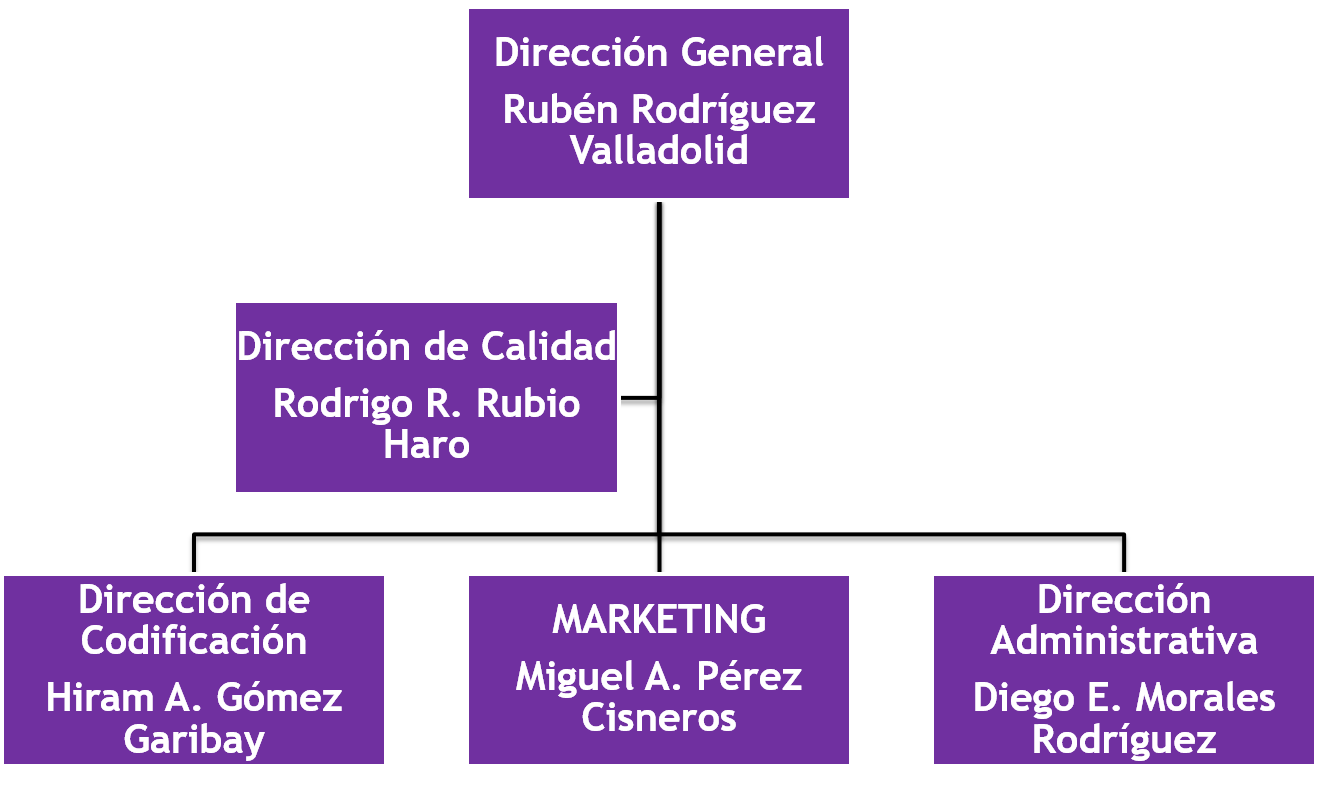 Dirección General
Rubén Rodríguez
Valladolid
Dirección de Calidad
Rodrigo R. Rubio
Haro
Dirección de
Codificación
Hiram A. Gómez
Garibay
MARKETING
Miguel A. Pérez
Cisneros
Dirección
Administrativa
Diego E. Morales
Rodríguez